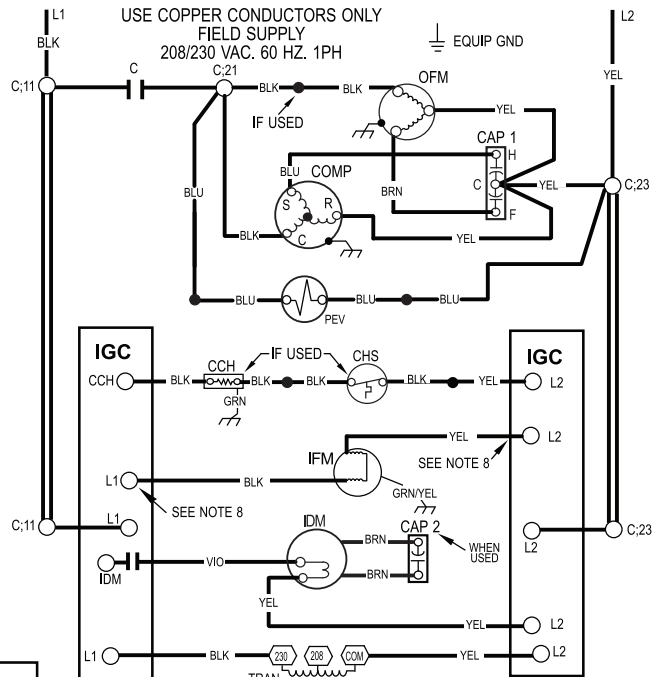 L1
USE COPPER CONDUCTORS ONLY
FIELD SUPPLY
208/230 VAC. 60 HZ. 1PH
EQUIP GND
L2
BLK
YEL
C;11
C
C;21
BLK
BLK
OFM
IF USED
YEL
CAP 1
H
BLU
COMP
BLU
BRN
C
YEL
C;23
S
R
F
C
BLK
YEL
BLU
BLU
BLU
PEV
IGC
IGC
IF USED
CCH
CHS
CCH
BLK
BLK
BLK
BLK
YEL
L2
GRN
YEL
L2
IFM
SEE NOTE 8
L1
BLK
GRN/YEL
SEE NOTE 8
C;11
L1
IDM
CAP 2
BRN
WHEN
USED
L2
C;23
VIO
IDM
BRN
YEL
YEL
L2
L1
BLK
230
208
COM
YEL
L2
TRAN